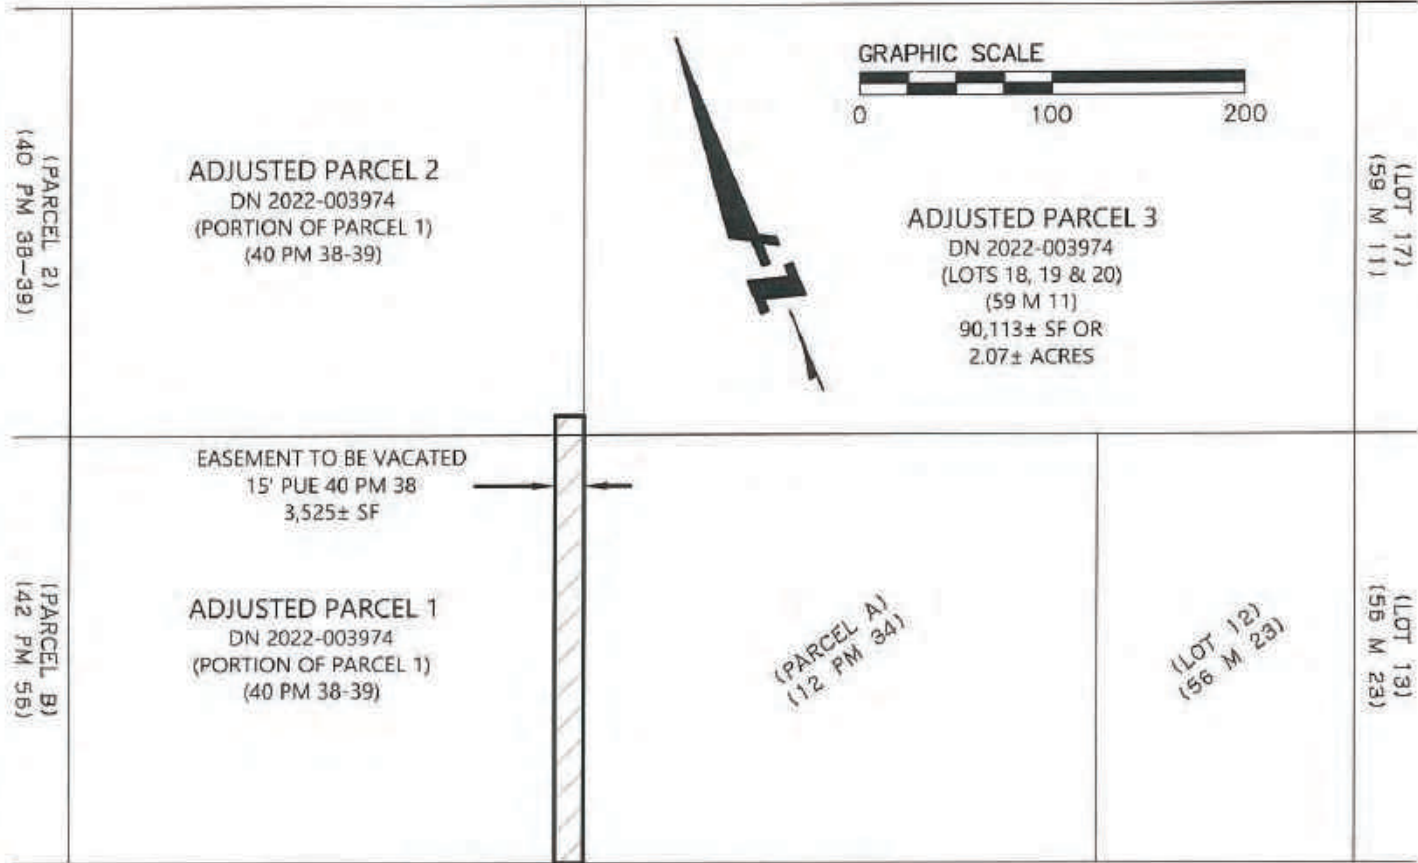 GRAPHIC SCALE
0 100 200
(PARCEL 2)
(40 PM 38-39)
ADJUSTED PARCEL 2
DN 2022-003974
(PORTION OF PARCEL 1)
(40 PM 38-39)
N
ADJUSTED PARCEL 3
DN 2022-003974
(LOTS 18, 19 & 20)
(59 M 11)
90,113± SF OR
2.07± ACRES
(LOT 17)
(59 M 11)
EASEMENT TO BE VACATED
15' PUE 40 PM 38
3,525± SF
(PARCEL B)
(42 PM 56)
ADJUSTED PARCEL 1
DN 2022-003974
(PORTION OF PARCEL 1)
(40 PM 38-39)
(PARCEL A)
(12 PM 34)
(LOT 12)
(56 M 23)
(LOT 13)
(56 M 23)